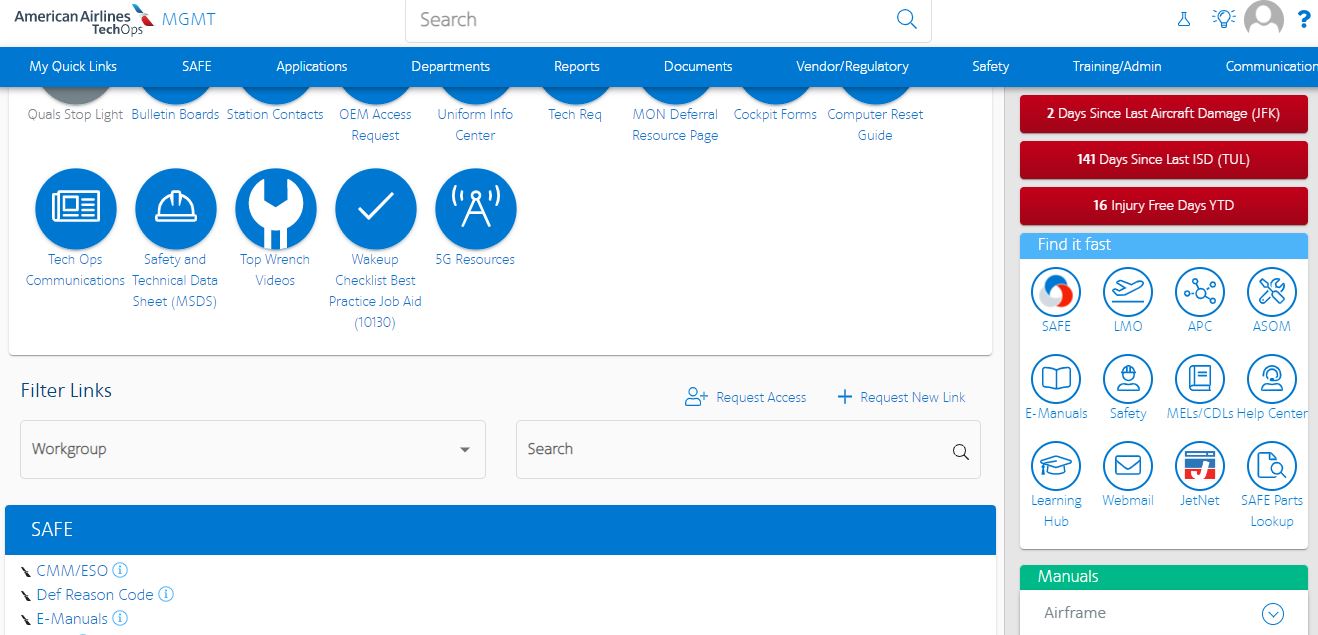 American Airlines
TechOps
MGMT
Search
?
My Quick Links
SAFE
Applications
Departments
Reports
Documents
Vendor/Regulatory
Safety
Training/Admin
Communication
Quals Stop Light
Bulletin Boards
Station Contacts
OEM Access
Request
Uniform Info
Center
Tech Req
MON Deferral
Resource Page
Cockpit Forms
Computer Reset
Guide
Tech Ops
Communications
Safety and
Technical Data
Sheet (MSDS)
Top Wrench
Videos
Wakeup
Checklist Best
Practice Job Aid
(10130)
5G Resources
Filter Links
Request Access
Request New Link
Workgroup
Search
SAFE
CMM/ESO
Def Reason Code
E-Manuals
2 Days Since Last Aircraft Damage (JFK)
141 Days Since Last ISD (TUL)
16 Injury Free Days YTD
Find it fast
SAFE
LMO
APC
ASOM
E-Manuals
Safety
MELs/CDLs
Help Center
Learning
Hub
Webmail
JetNet
SAFE Parts
Lookup
Manuals
Airframe